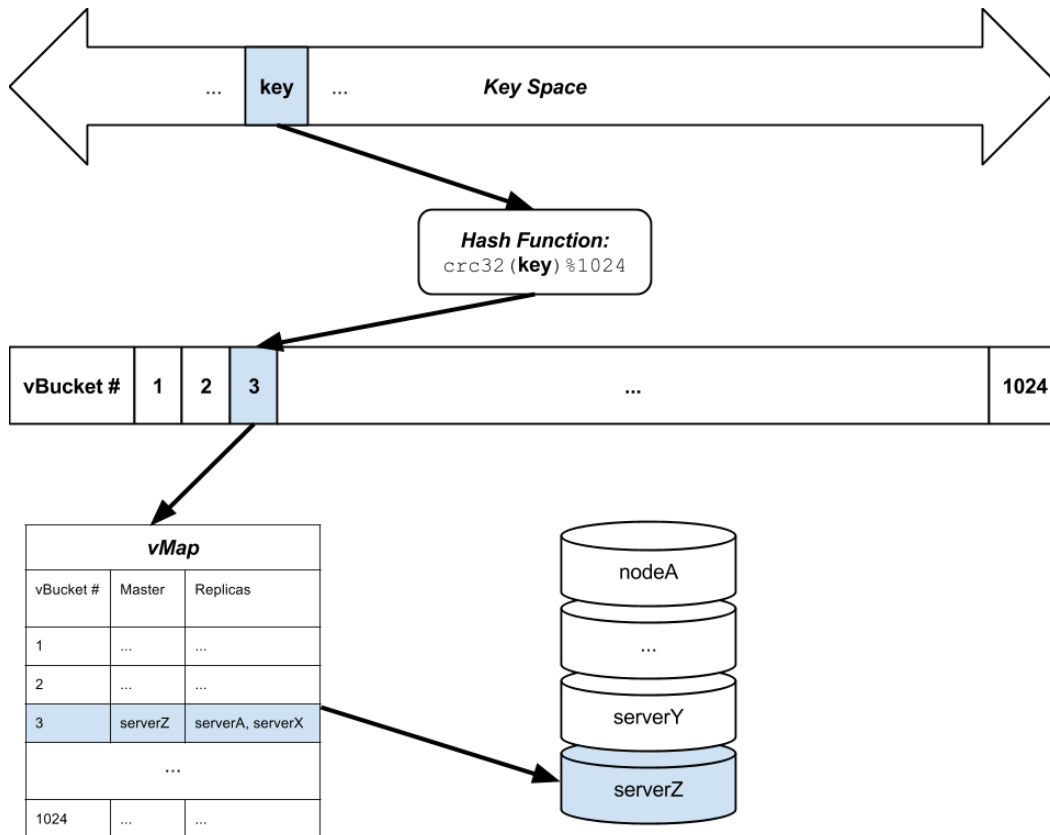 ... key ... Key Space
Hash Function:
crc32(key)%1024
vBucket # 1 2 3 ... 1024
vMap
vBucket # Master Replicas
1 ... ...
2 ... ...
3 serverZ serverA, serverX
...
1024 ... ...
nodeA
...
serverY
serverZ